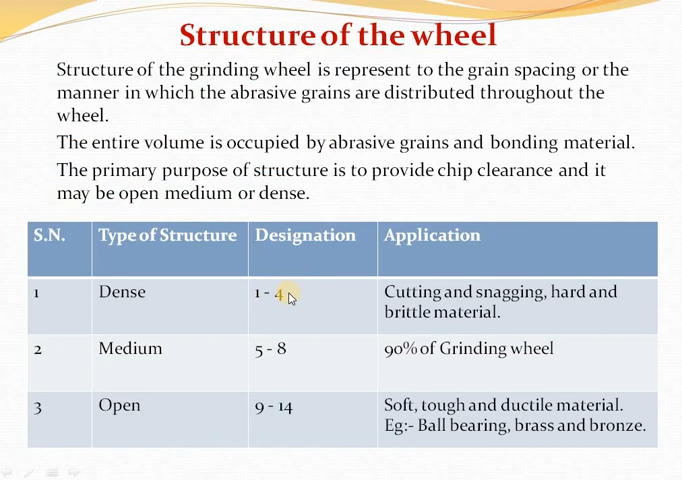 Structure of the wheel
Structure of the grinding wheel is represent to the grain spacing or the
manner in which the abrasive grains are distributed throughout the
wheel.
The entire volume is occupied by abrasive grains and bonding material.
The primary purpose of structure is to provide chip clearance and it
may be open medium or dense.
S.N. Type of Structure Designation Application
1 Dense 1 - 4 Cutting and snagging, hard and
brittle material.
2 Medium 5 - 8 90% of Grinding wheel
3 Open 9 - 14 Soft, tough and ductile material.
Eg:- Ball bearing, brass and bronze.